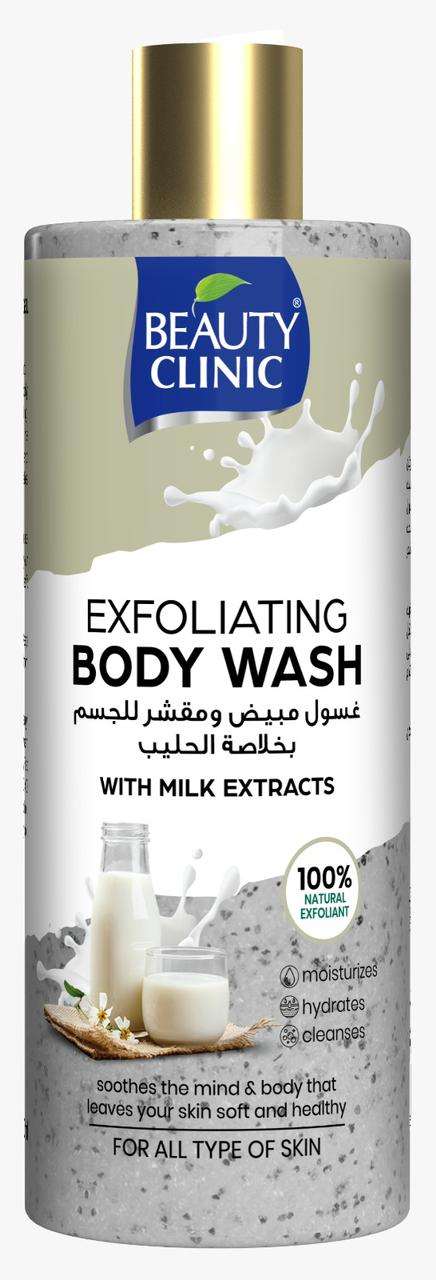 BEAUTY®
CLINIC
EXFOLIATING
BODY WASH
غسول مبيض ومقشر للجسم
بخلاصة الحليب
WITH MILK EXTRACTS
100%
NATURAL
EXFOLIANT
moisturizes
hydrates
cleanses
soothes the mind & body that
leaves your skin soft and healthy
FOR ALL TYPE OF SKIN